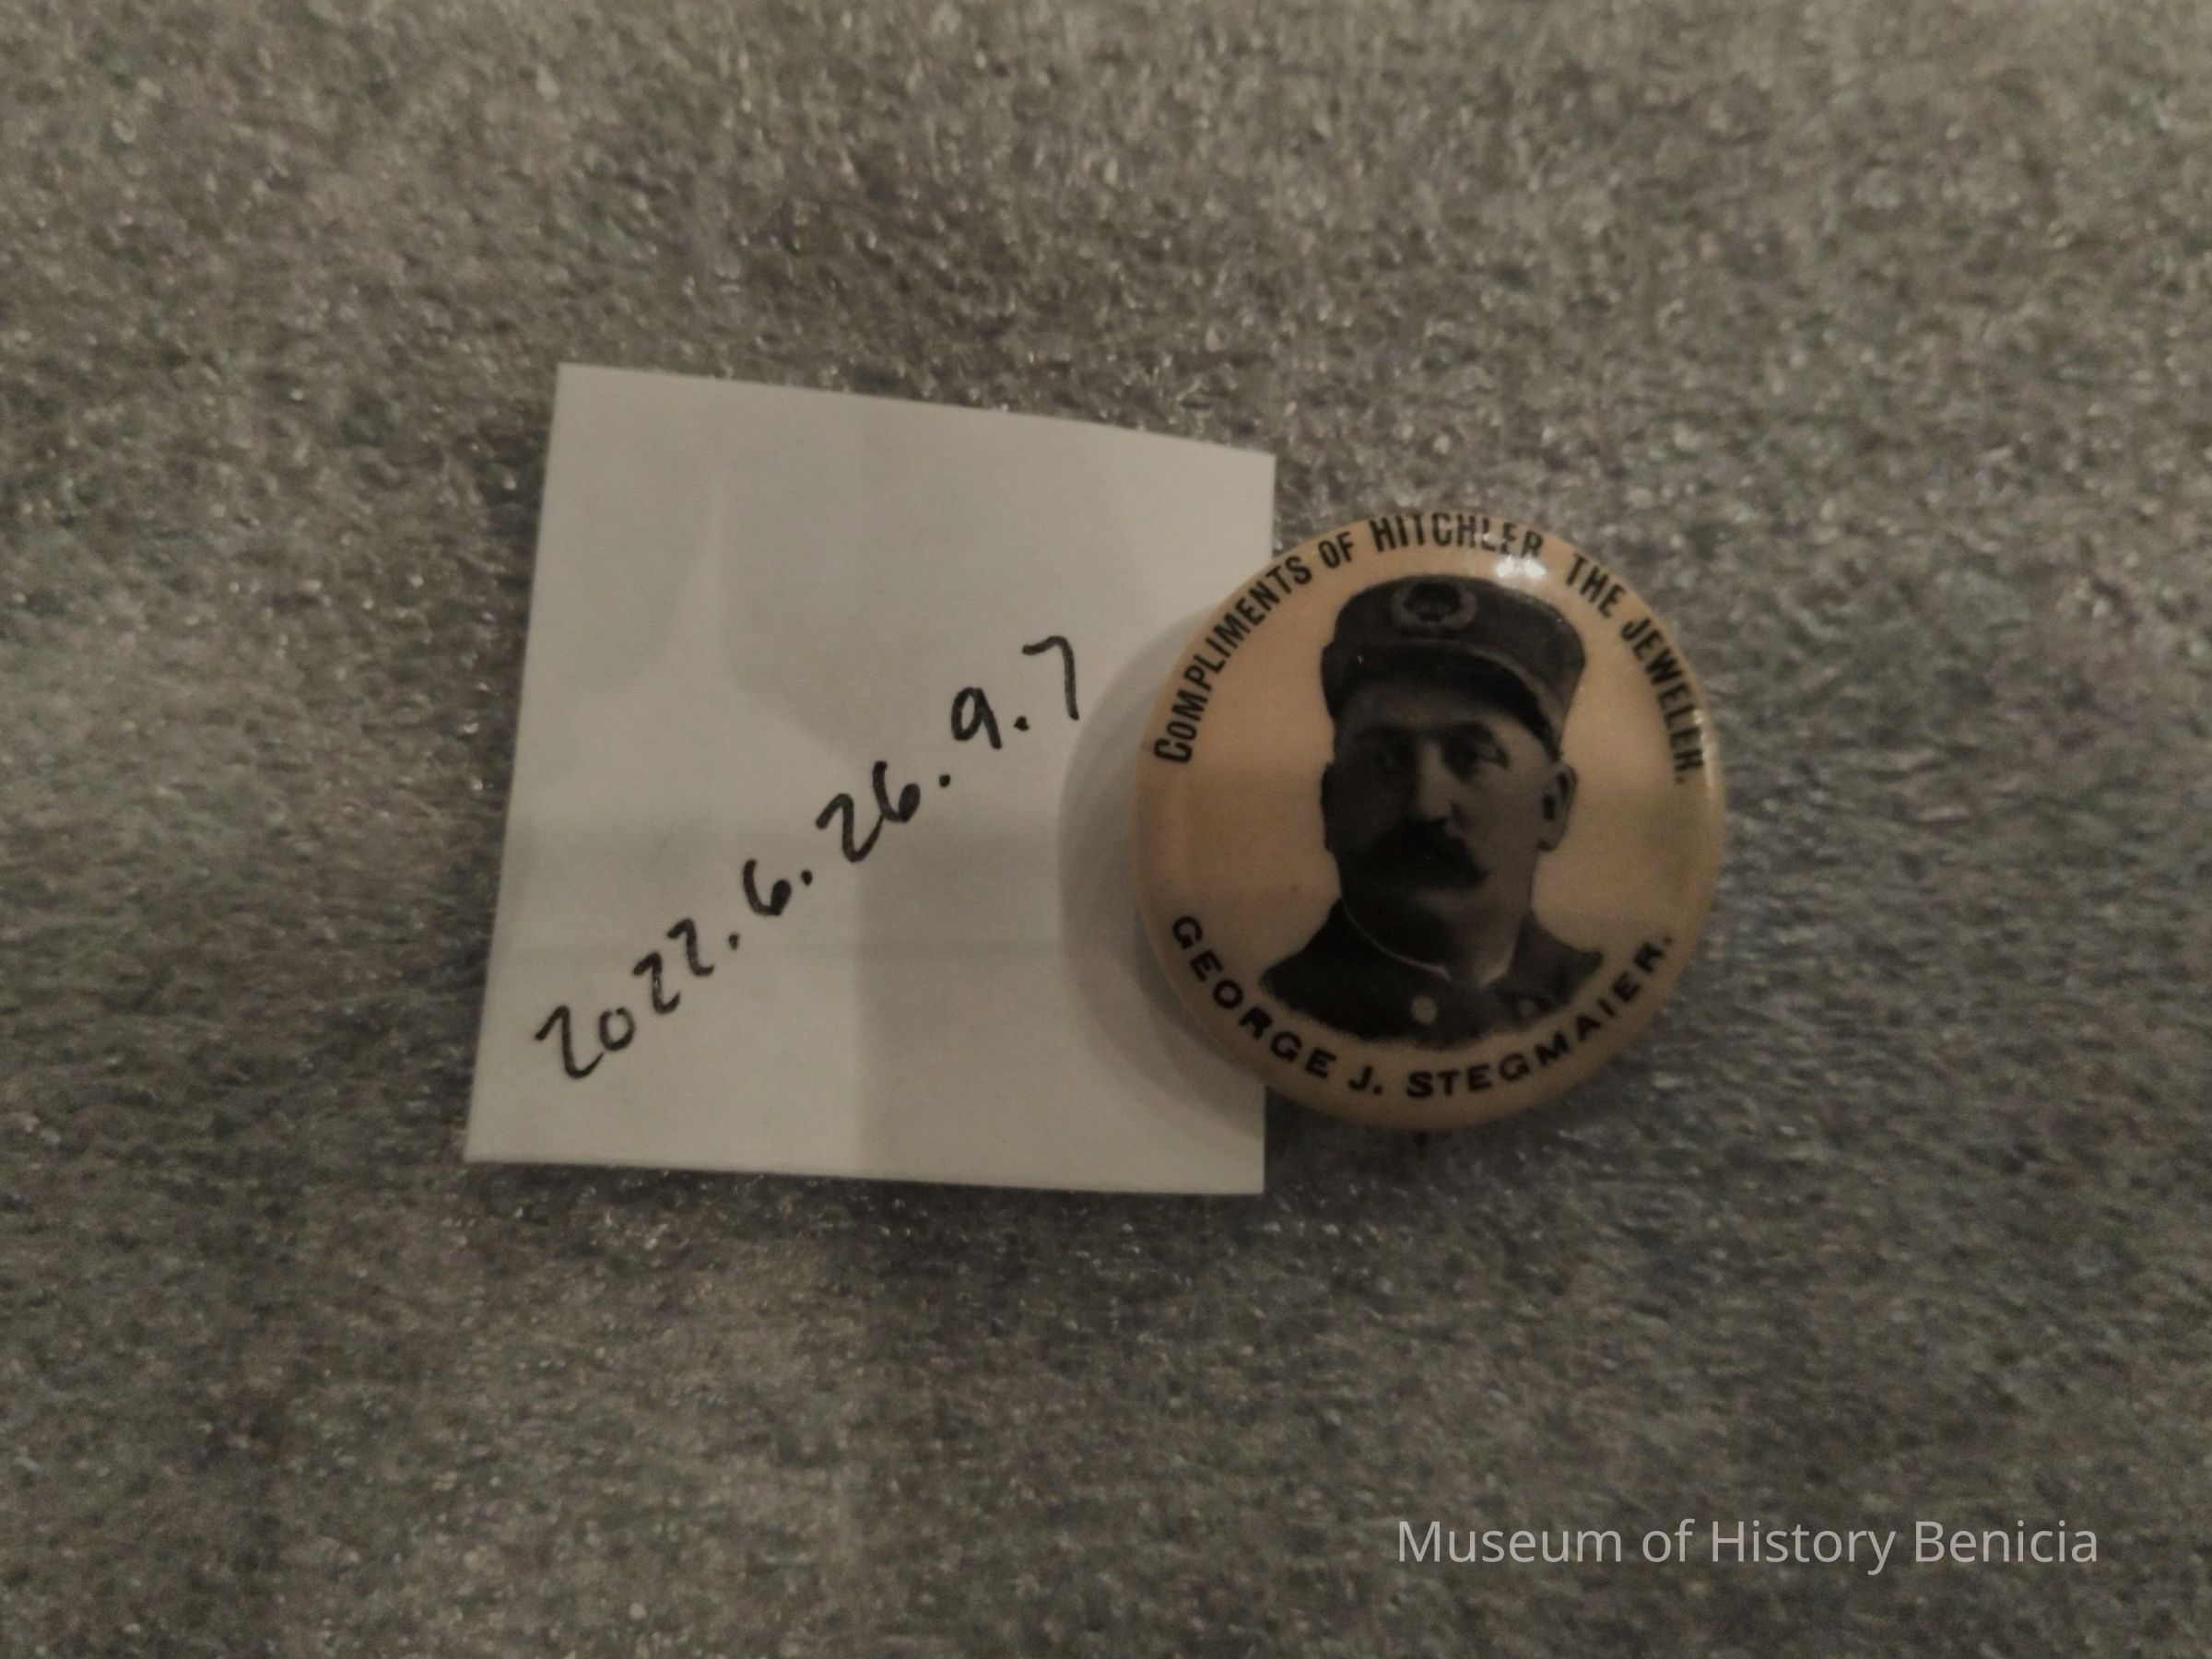 2022.6.26.9.7
COMPLIMENTS OF HITCHLER THE JEWELER.
GEORGE J. STEGMAIER.
Museum of History Benicia